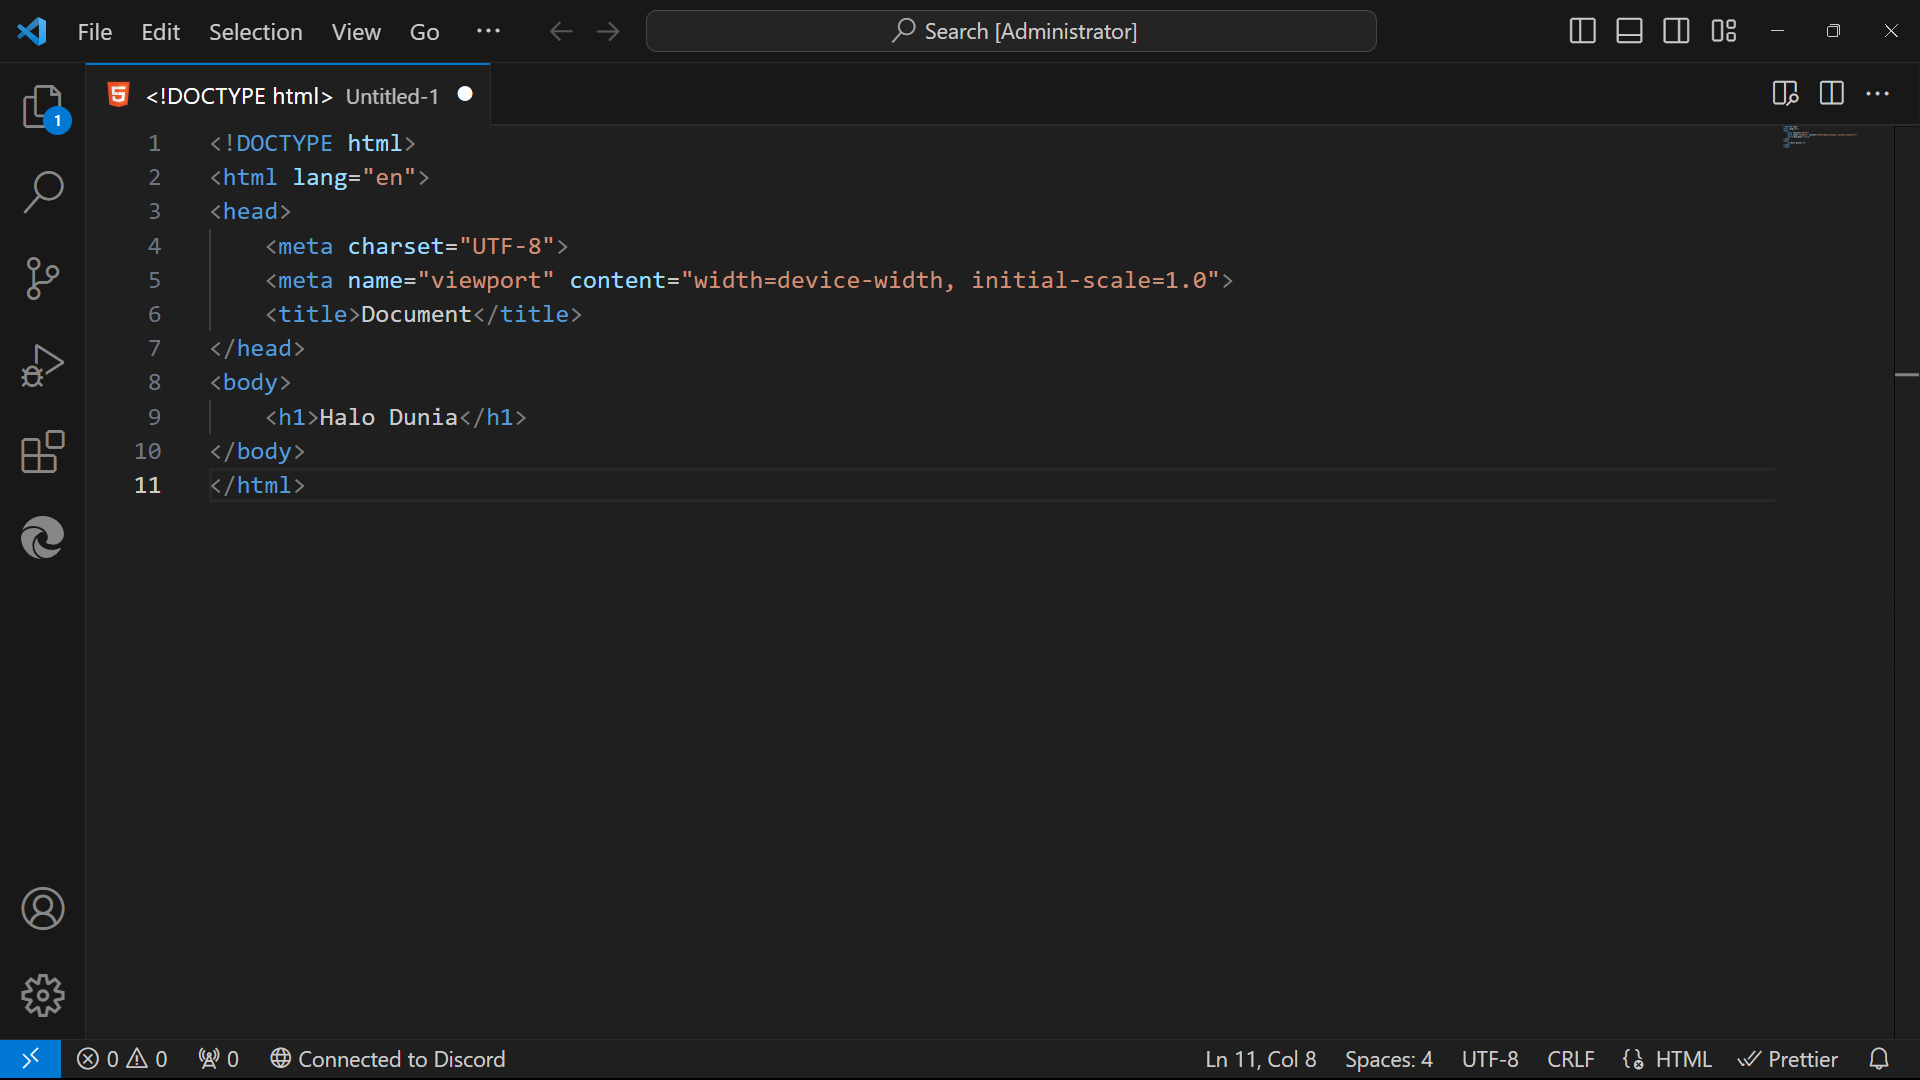 File Edit Selection View Go ··· Search [Administrator]
1
<!DOCTYPE html> Untitled-1
1 <!DOCTYPE html>
2 <html lang="en">
3 <head>
4     <meta charset="UTF-8">
5     <meta name="viewport" content="width=device-width, initial-scale=1.0">
6     <title>Document</title>
7 </head>
8 <body>
9     <h1>Halo Dunia</h1>
10 </body>
11 </html>
0 0 0 Connected to Discord Ln 11, Col 8 Spaces: 4 UTF-8 CRLF HTML Prettier